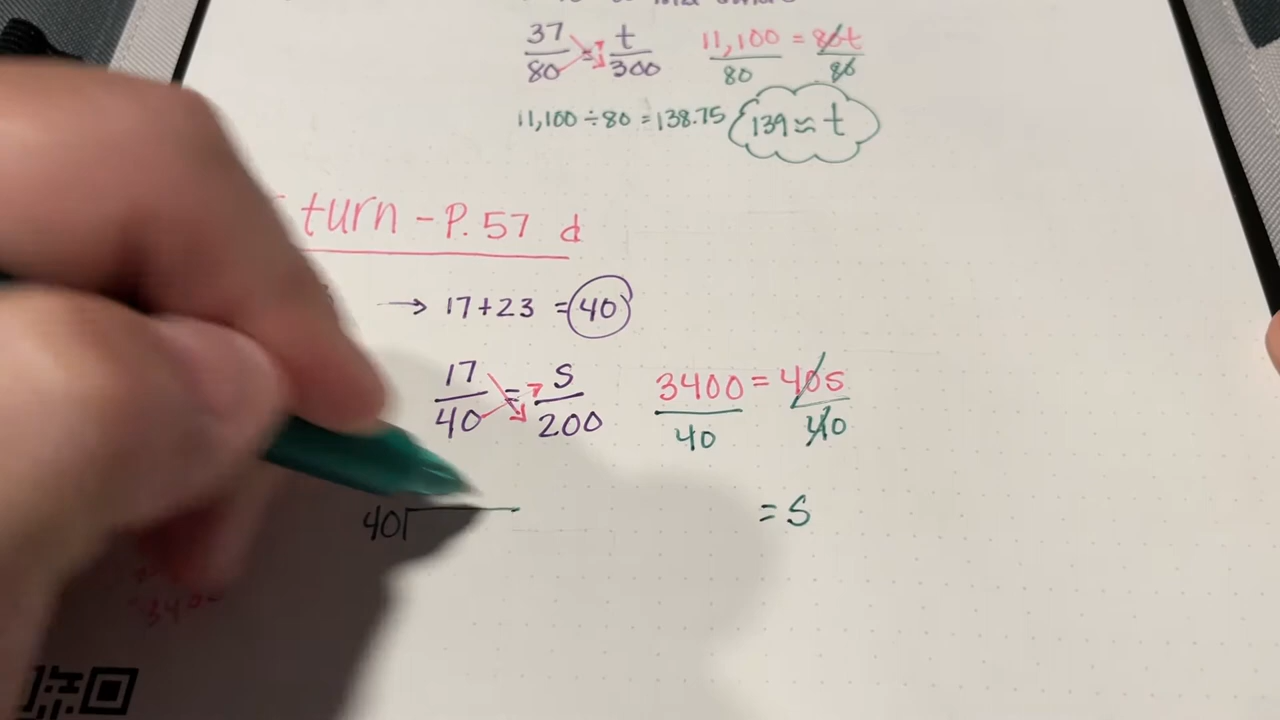 37/80 = t/300 11,100/80 = 80t/80
11,100 ÷ 80 = 138.75 139 ≈ t
turn - P. 57 d
→ 17+23 = 40
17/40 = S/200 3400/40 = 40s/40
40 = S
340